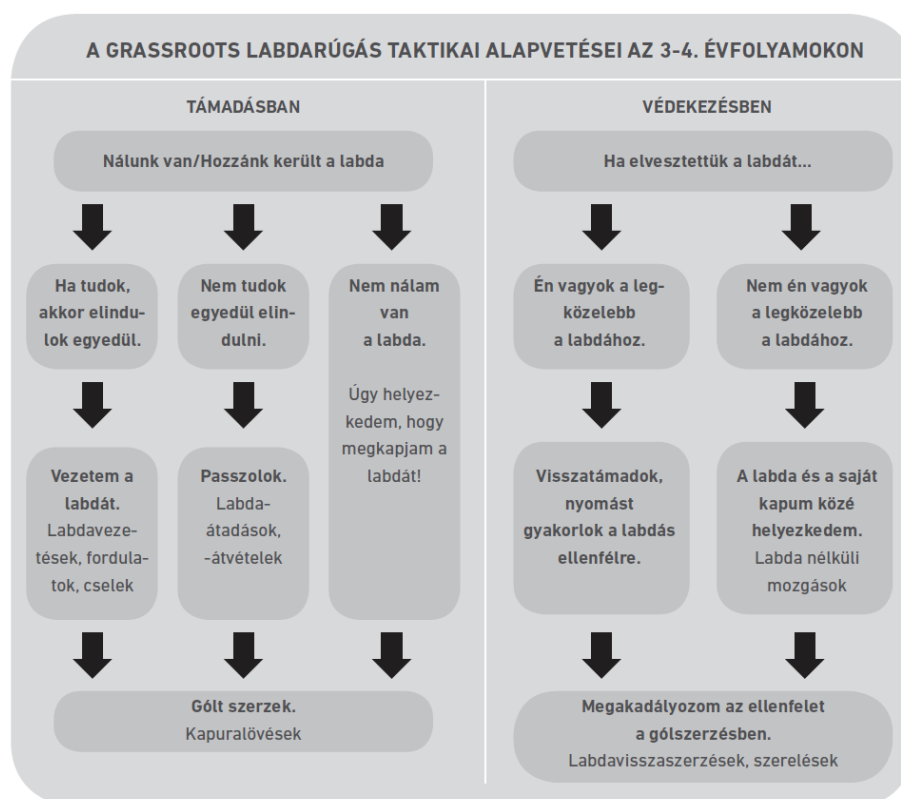 A GRASSROOTS LABDARÚGÁS TAKTIKAI ALAPVETÉSEI AZ 3-4. ÉVFOLYAMOKON
TÁMADÁSBAN
Nálunk van/Hozzánk került a labda
Ha tudok,
akkor elindu-
lok egyedül.
Nem tudok
egyedül elin-
dulni.
Nem nálam
van
a labda.
Úgy helyez-
kedem, hogy
megkapjam a
labdát!
Vezetem a
labdát.
Labdaveze-
tések, fordula-
tok, cselek
Passzolok.
Labda-
átadások,
-átvételek
Gólt szerzek.
Kapuralövések
VÉDEKEZÉSBEN
Ha elvesztettük a labdát...
Én vagyok a leg-
közelebb
a labdához.
Nem én vagyok
a legközelebb
a labdához.
Visszatámadok,
nyomást
gyakorlok a labdás
ellenfélre.
A labda és a saját
kapum közé
helyezkedem.
Labda nélküli
mozgások
Megakadályozom az ellenfelet
a gólszerzésben.
Labdavisszaszerzések, szerelések